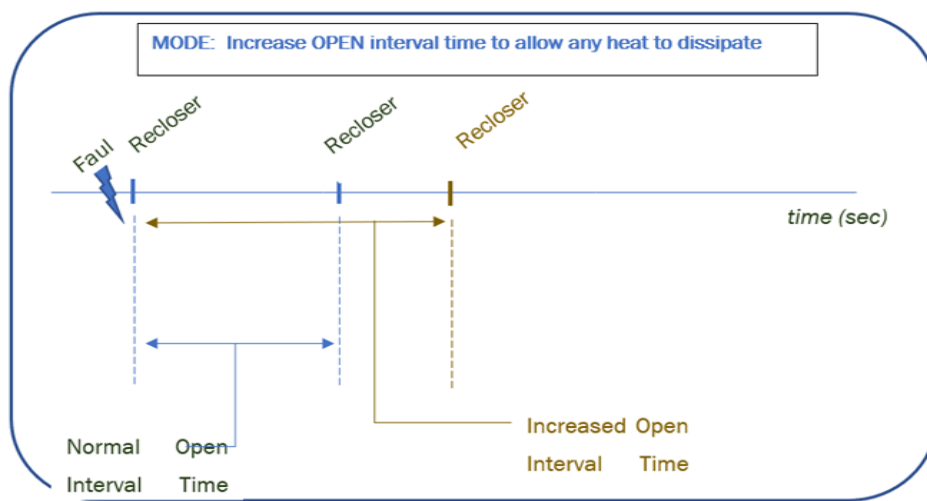 MODE: Increase OPEN interval time to allow any heat to dissipate
Faul
Recloser
Recloser
Recloser
time (sec)
Increased Open
Interval Time
Normal Open
Interval Time